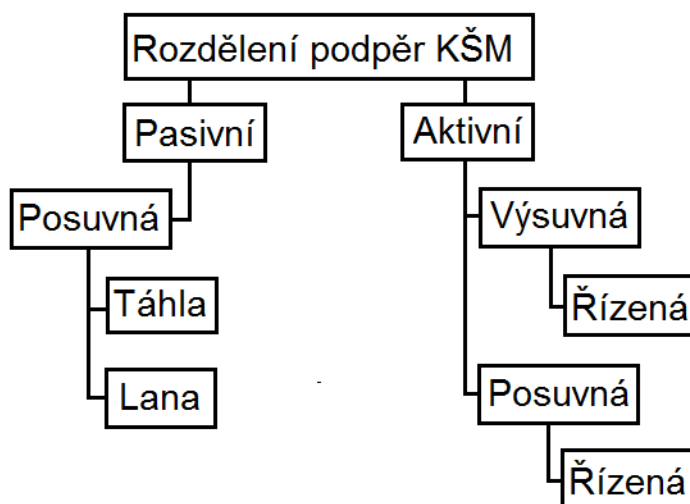 Rozdělení podpěr KŠM
Pasivní
Aktivní
Posuvná
Výsuvná
Táhla
Řízená
Lana
Posuvná
Řízená